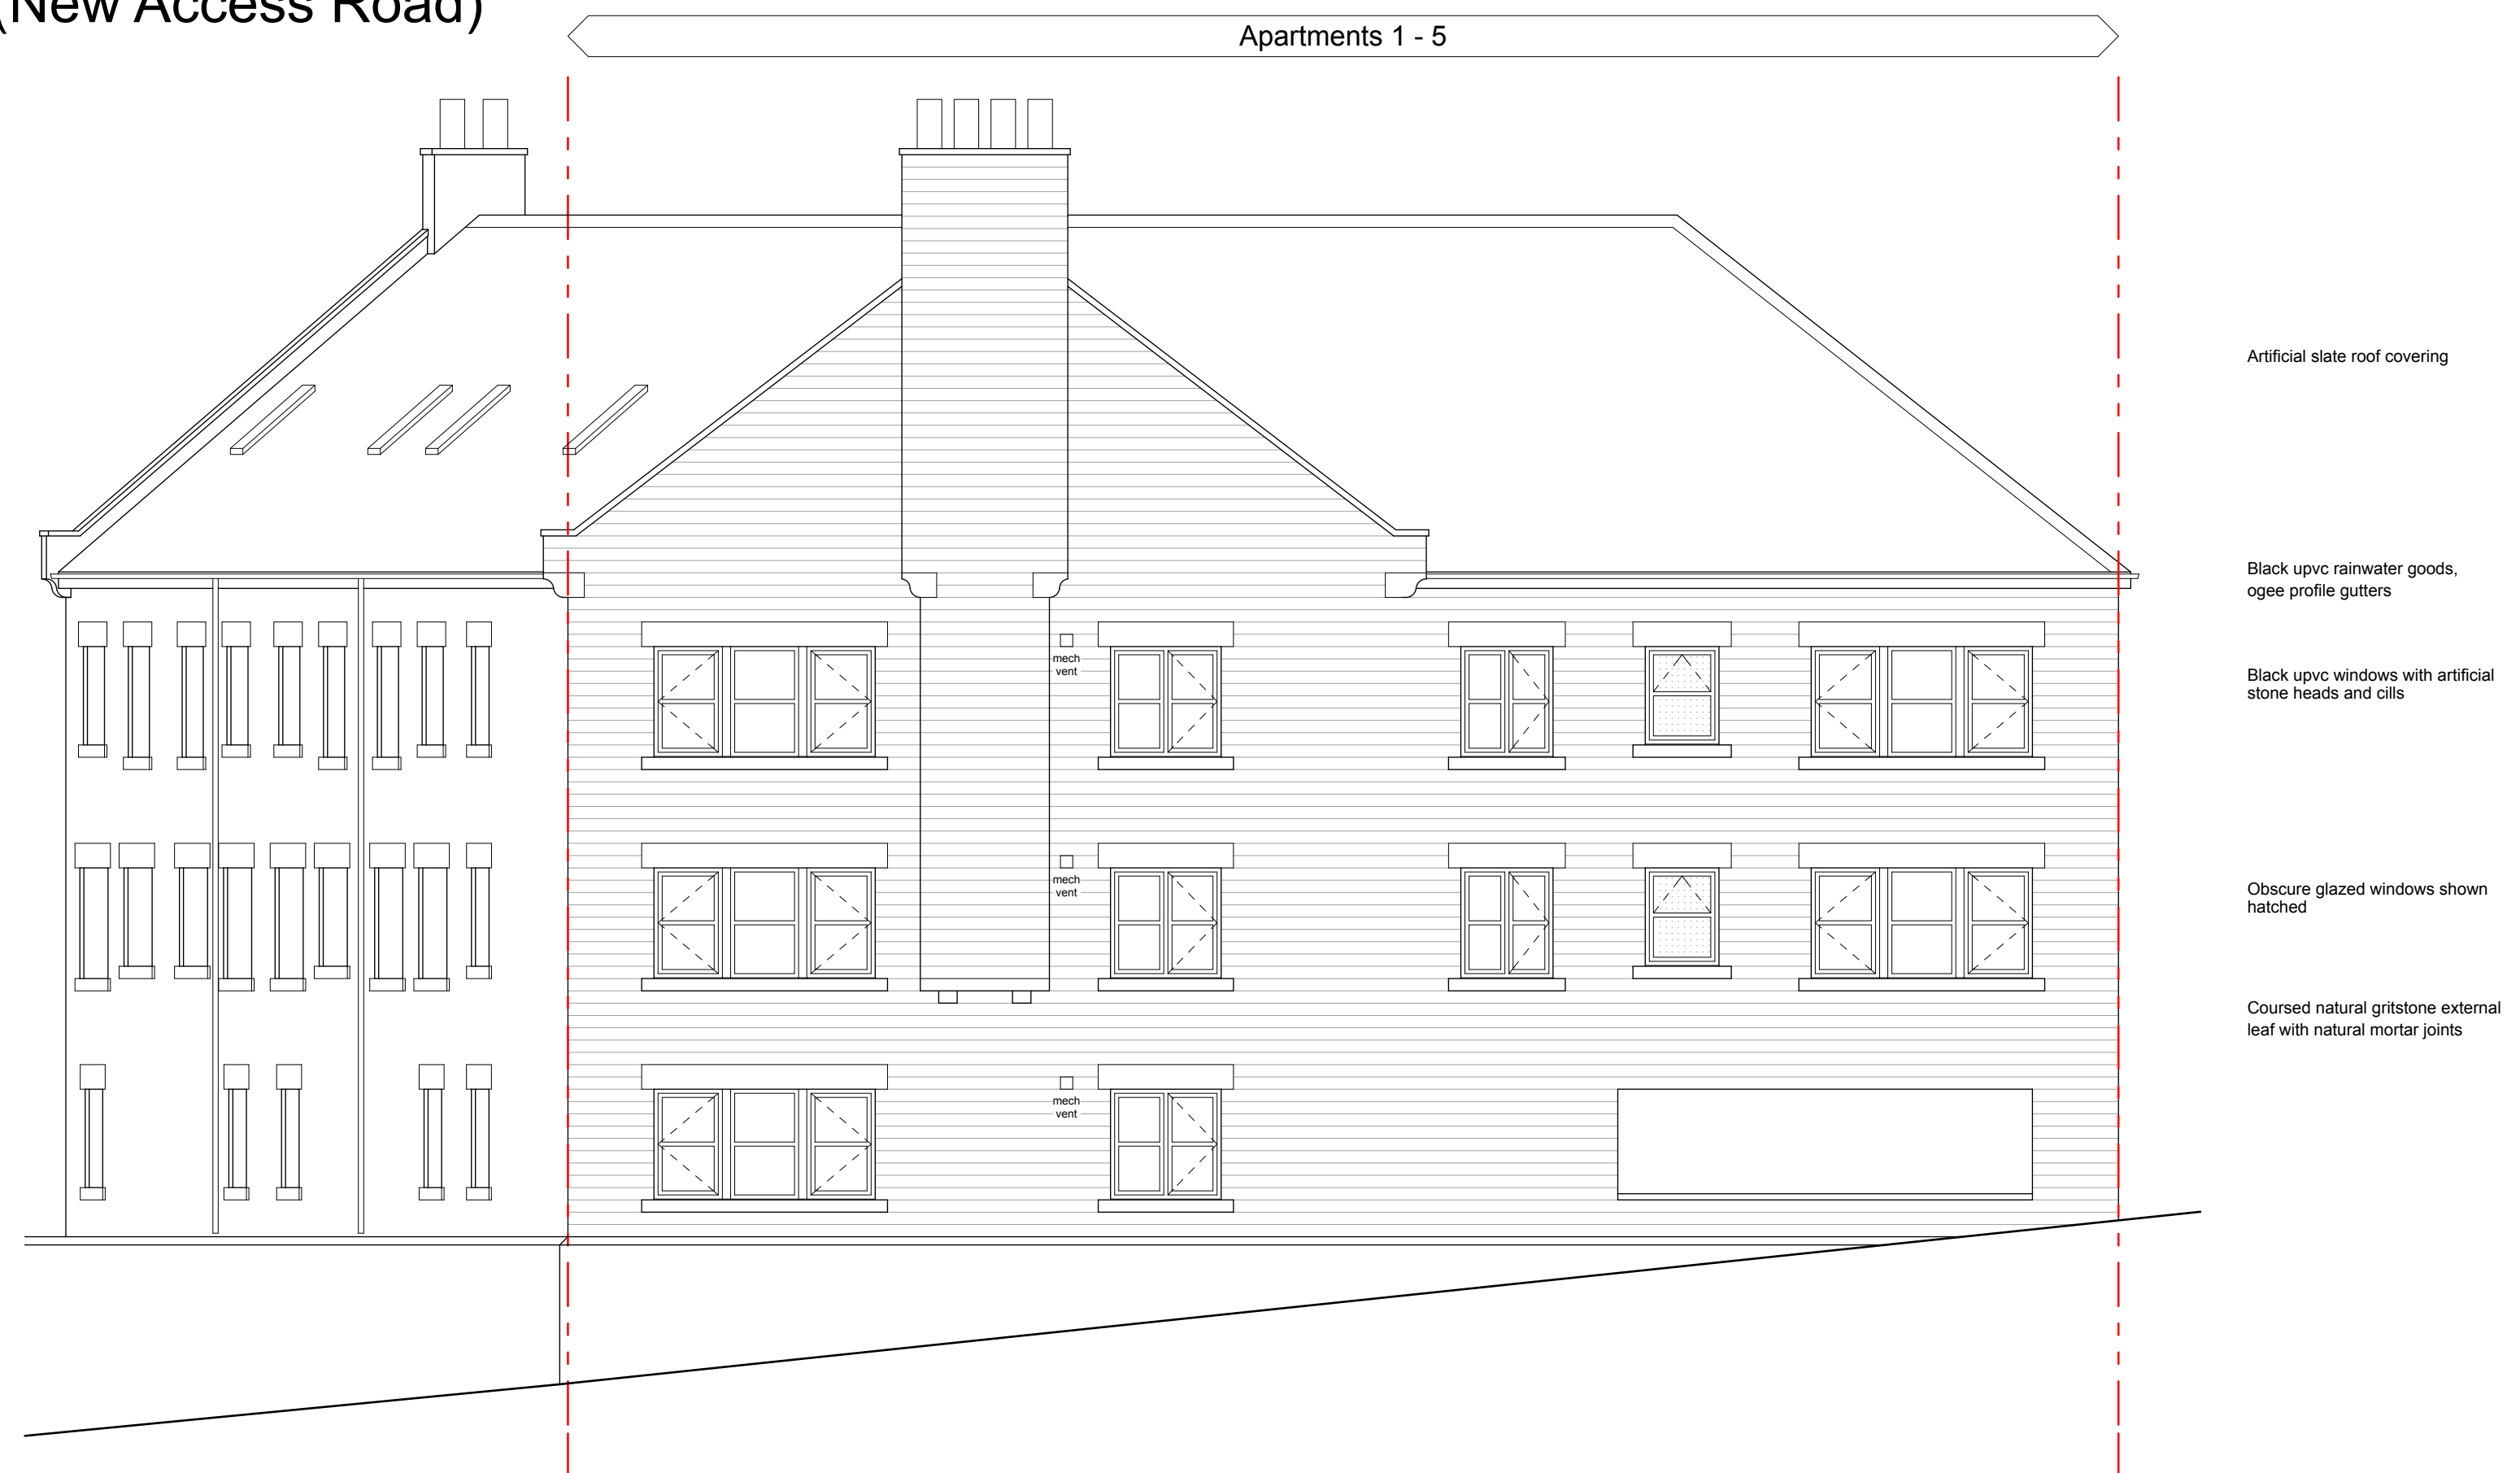 (New Access Road)
Apartments 1 - 5
Artificial slate roof covering
Black upvc rainwater goods,
ogee profile gutters
mech
vent
Black upvc windows with artificial
stone heads and cills
mech
vent
Obscure glazed windows shown
hatched
Coursed natural gritstone external
leaf with natural mortar joints
mech
vent